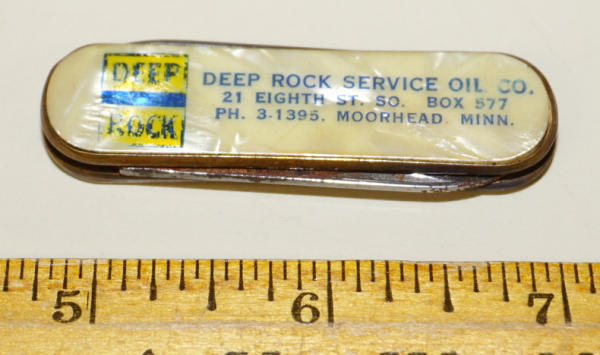 DEEP
ROCK
DEEP ROCK SERVICE OIL CO.
21 EIGHTH ST. SO. BOX 577
PH. 3-1395. MOORHEAD. MINN.
5 6 7